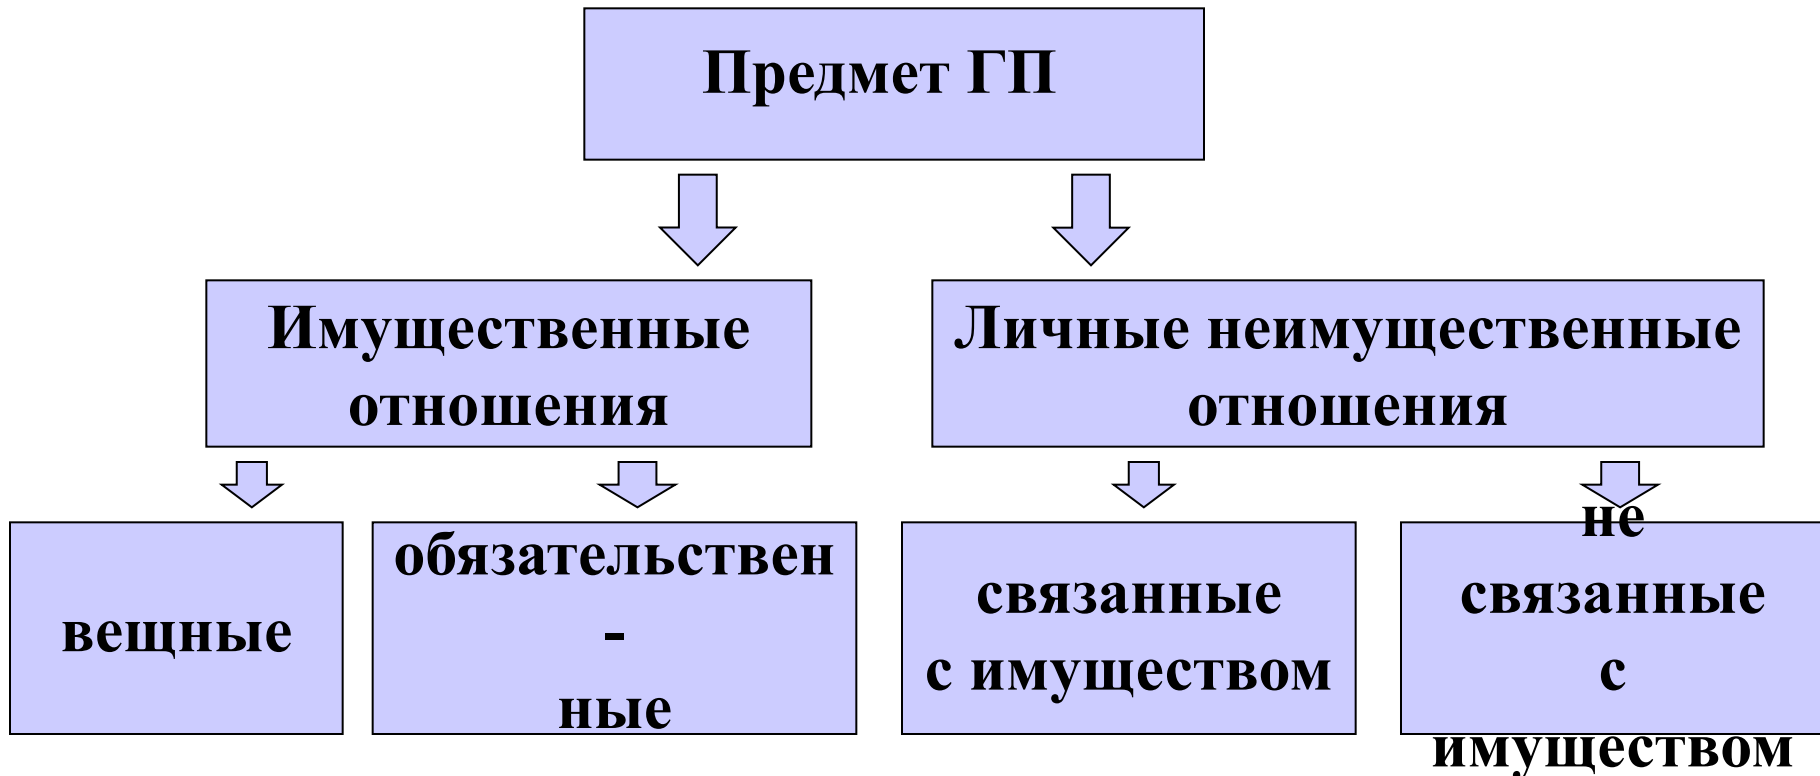 Предмет ГП
Имущественные
отношения
Личные неимущественные
отношения
вещные
обязательствен
-
ные
связанные
с имуществом
не
связанные
с
имуществом